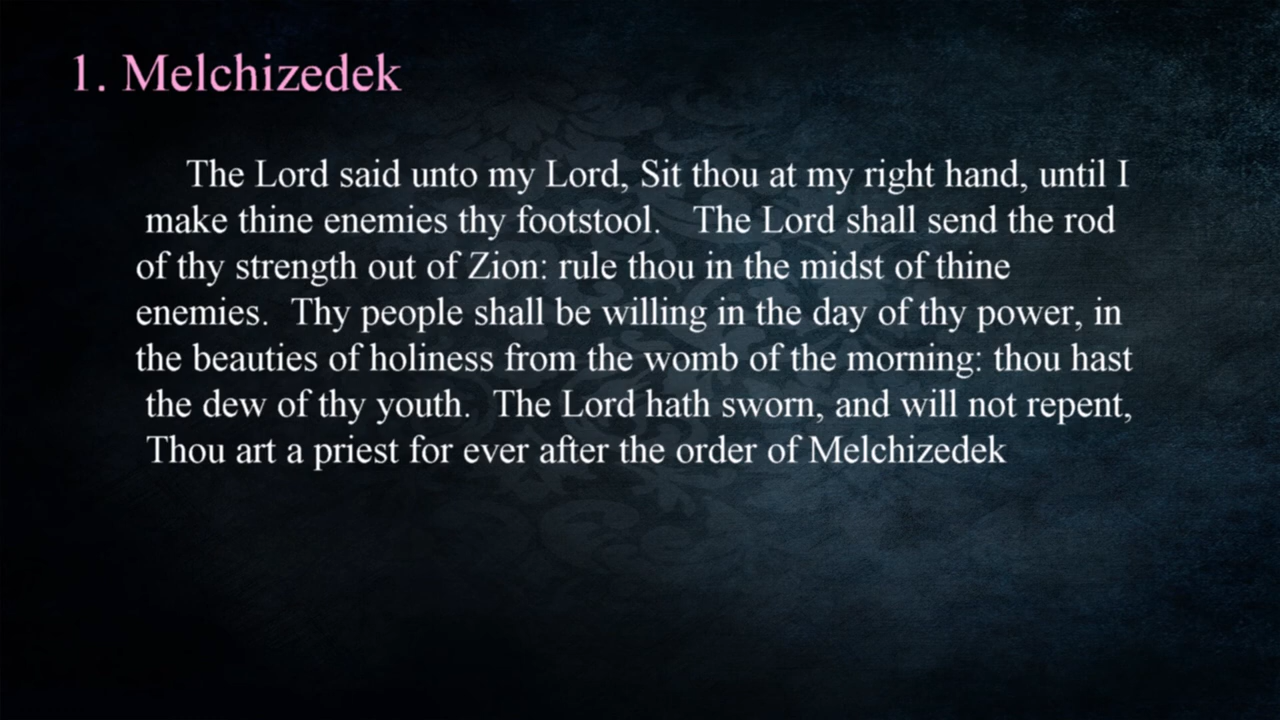 1. Melchizedek
The Lord said unto my Lord, Sit thou at my right hand, until I
make thine enemies thy footstool. The Lord shall send the rod
of thy strength out of Zion: rule thou in the midst of thine
enemies. Thy people shall be willing in the day of thy power, in
the beauties of holiness from the womb of the morning: thou hast
the dew of thy youth. The Lord hath sworn, and will not repent,
Thou art a priest for ever after the order of Melchizedek